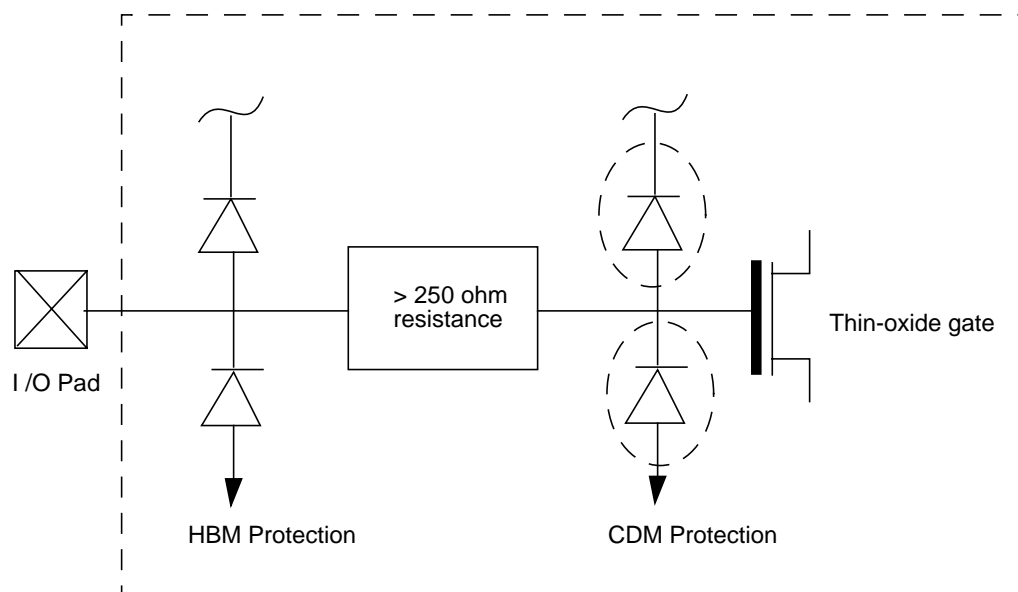 > 250 ohm
resistance
Thin-oxide gate
I /O Pad
HBM Protection
CDM Protection